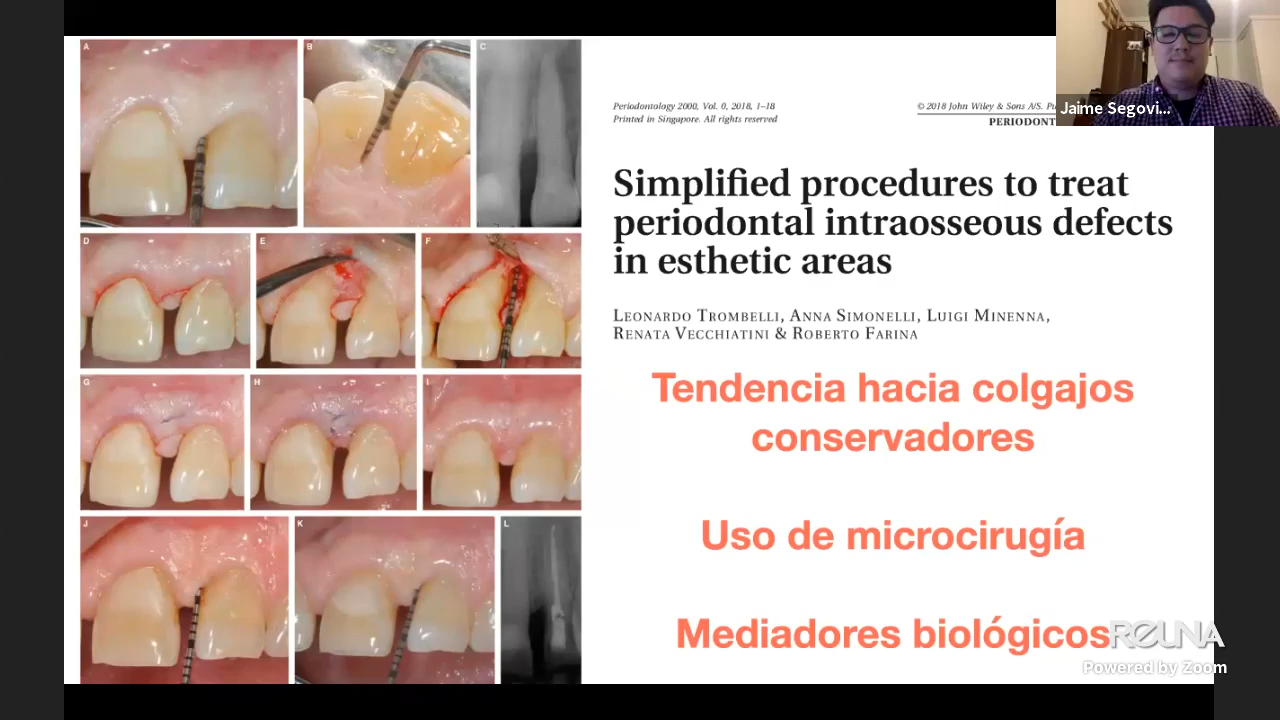 A
B
C
D
E
F
G
H
I
J
K
L
Periodontology 2000, Vol. 0, 2018, 1–18
Printed in Singapore. All rights reserved
© 2018 John Wiley & Sons A/S.
PERIODONT
Simplified procedures to treat
periodontal intraosseous defects
in esthetic areas
Leonardo Trombelli, Anna Simonelli, Luigi Minenna,
Renata Vecchiatini & Roberto Farina
Tendencia hacia colgajos
conservadores
Uso de microcirugía
Mediadores biológicos
Jaime Segovi...
REUNA
Powered by Zoom